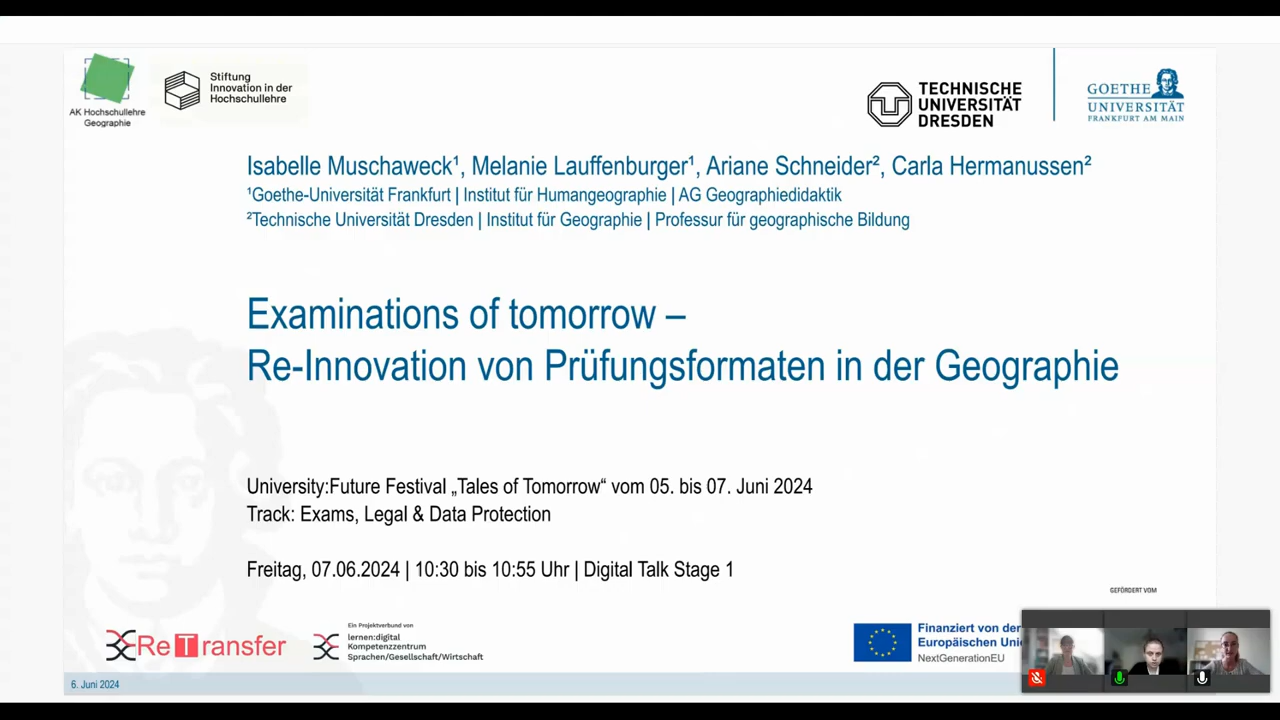 AK Hochschullehre
Geographie
Stiftung
Innovation in der
Hochschullehre
TECHNISCHE
UNIVERSITÄT
DRESDEN
GOETHE
UNIVERSITÄT
FRANKFURT AM MAIN
Isabelle Muschaweck¹, Melanie Lauffenburger¹, Ariane Schneider², Carla Hermanussen²
¹Goethe-Universität Frankfurt | Institut für Humangeographie | AG Geographiedidaktik
²Technische Universität Dresden | Institut für Geographie | Professur für geographische Bildung
Examinations of tomorrow –
Re-Innovation von Prüfungsformaten in der Geographie
University:Future Festival „Tales of Tomorrow“ vom 05. bis 07. Juni 2024
Track: Exams, Legal & Data Protection
Freitag, 07.06.2024 | 10:30 bis 10:55 Uhr | Digital Talk Stage 1
GEFÖRDERT VOM
ReTransfer
Ein Projektverbund von
lernen:digital
Kompetenzzentrum
Sprachen/Gesellschaft/Wirtschaft
Finanziert von der
Europäischen
NextGenerationEU
6. Juni 2024